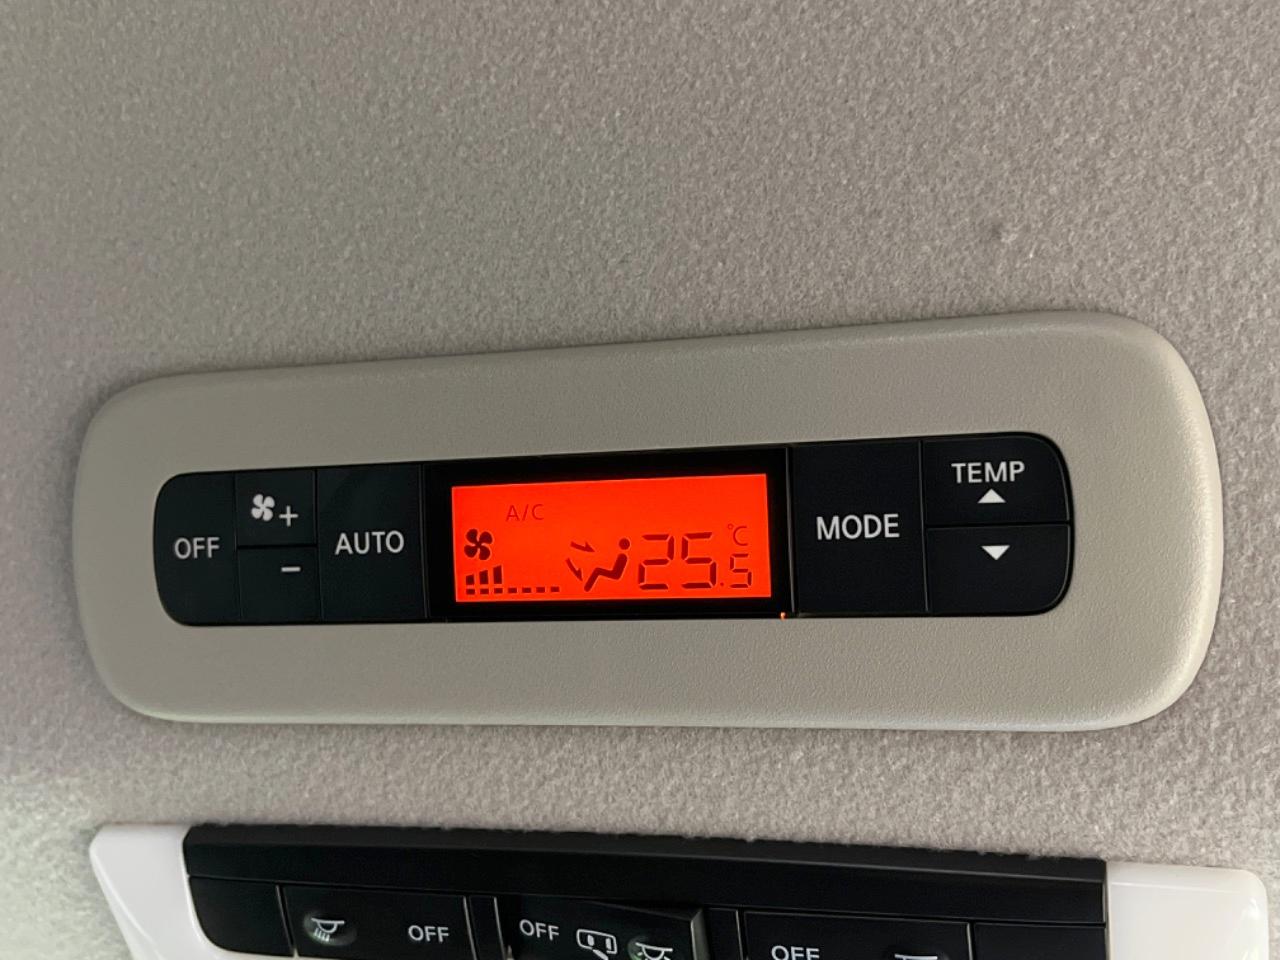 OFF
+
-
AUTO
A/C
25.5
°C
MODE
TEMP
OFF
OFF
OFF